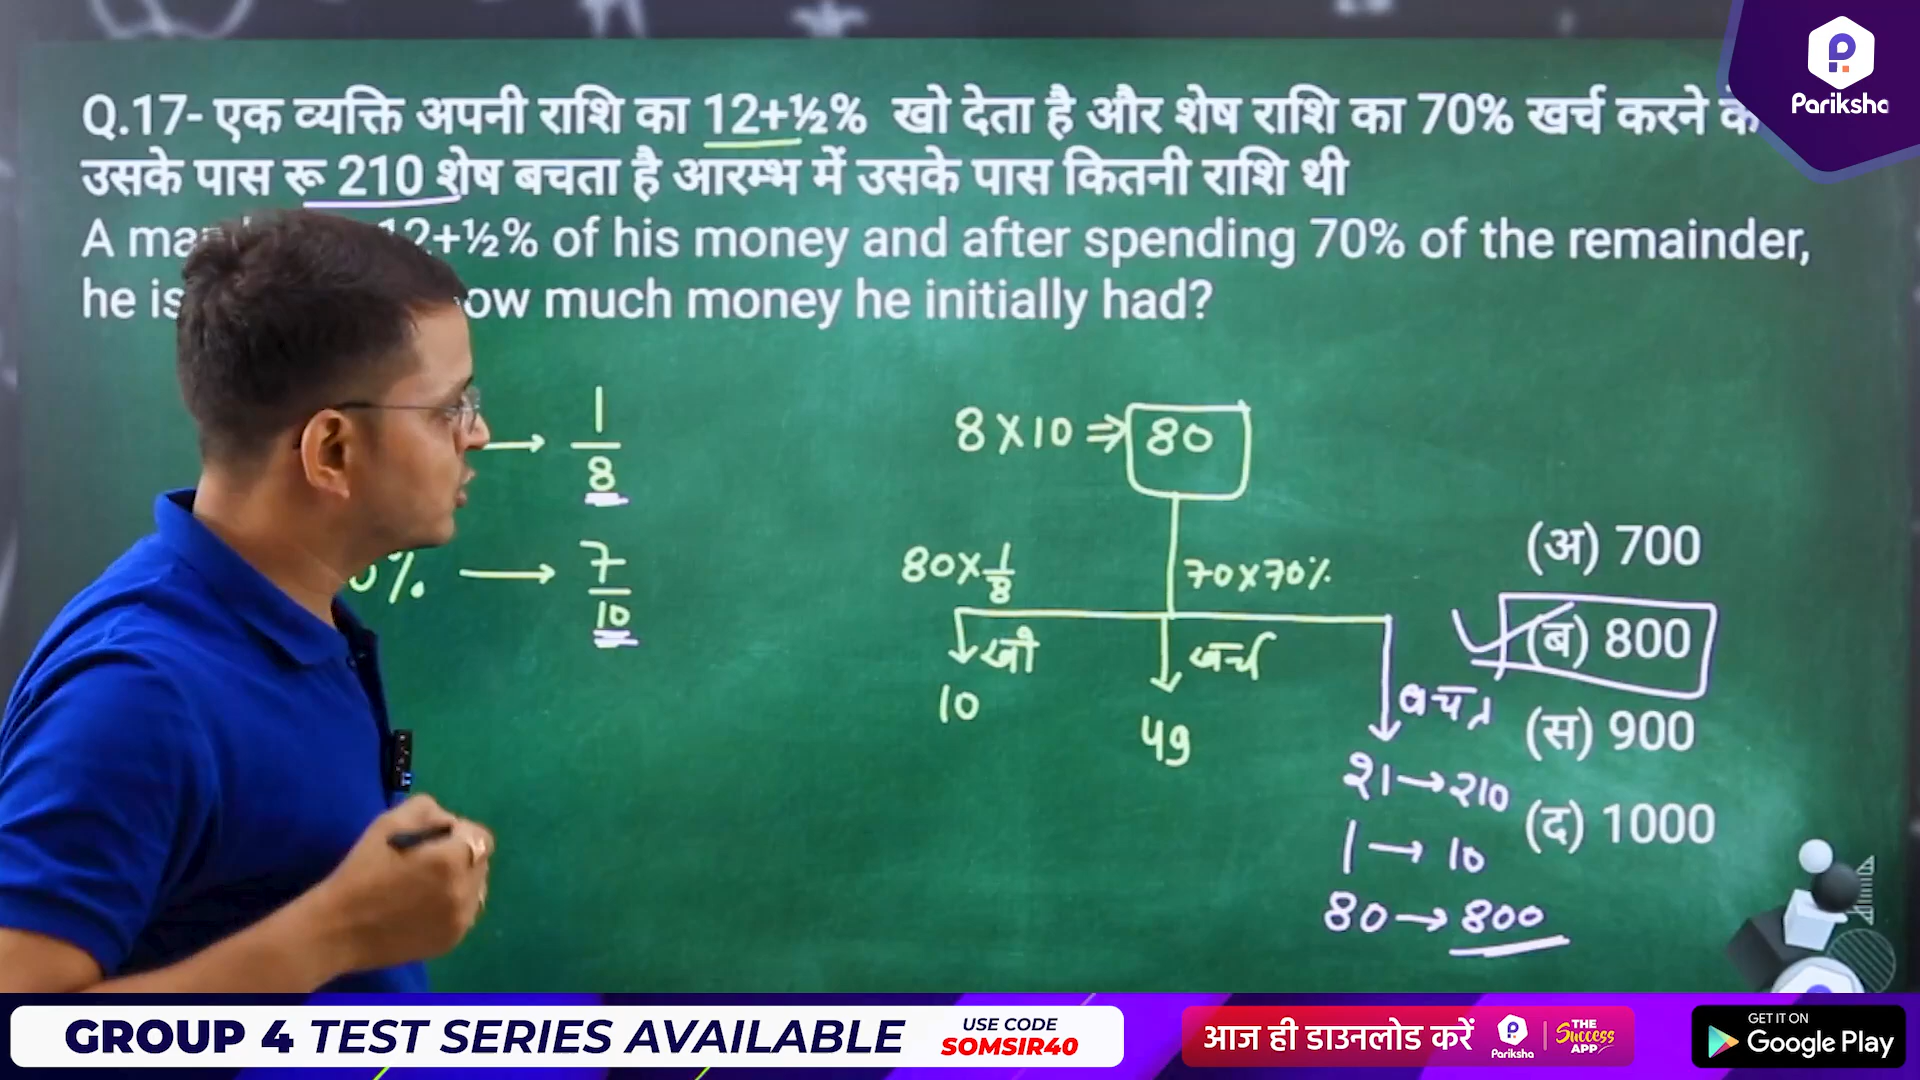 Q.17- एक व्यक्ति अपनी राशि का 12+½% खो देता है और शेष राशि का 70% खर्च करने के
उसके पास रू 210 शेष बचता है आरम्भ में उसके पास कितनी राशि थी
A ma 12+½% of his money and after spending 70% of the remainder,
he is ow much money he initially had?
Pariksha
→ 1/8
% → 7/10
8×10 ⇒ 80
80×1/8
70×70%
खो
10
खर्च
49
बचत
21→210
1→10
80→800
(अ) 700
(ब) 800
(स) 900
(द) 1000
GROUP 4 TEST SERIES AVAILABLE
USE CODE
SOMSIR40
आज ही डाउनलोड करें
Pariksha
THE
Success
APP
GET IT ON
Google Play